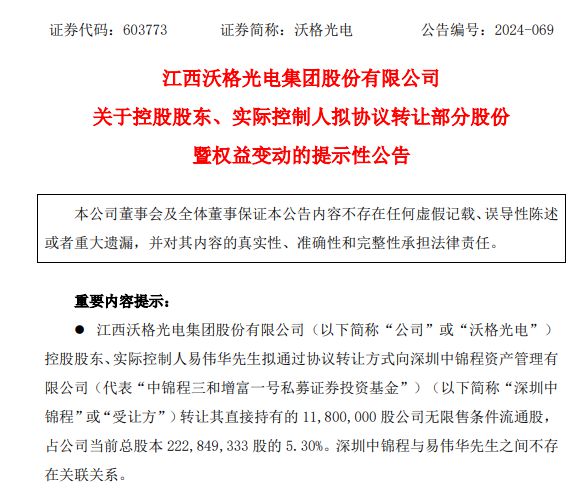 证券代码：603773 证券简称：沃格光电 公告编号：2024-069
江西沃格光电集团股份有限公司
关于控股股东、实际控制人拟协议转让部分股份
暨权益变动的提示性公告
本公司董事会及全体董事保证本公告内容不存在任何虚假记载、误导性陈述
或者重大遗漏，并对其内容的真实性、准确性和完整性承担法律责任。
重要内容提示：
● 江西沃格光电集团股份有限公司（以下简称“公司”或“沃格光电”）
控股股东、实际控制人易伟华先生拟通过协议转让方式向深圳中锦程资产管理有
限公司（代表“中锦程三和增富一号私募证券投资基金”）（以下简称“深圳中
锦程”或“受让方”）转让其直接持有的 11,800,000 股公司无限售条件流通股，
占公司当前总股本 222,849,333 股的 5.30%。深圳中锦程与易伟华先生之间不存
在关联关系。